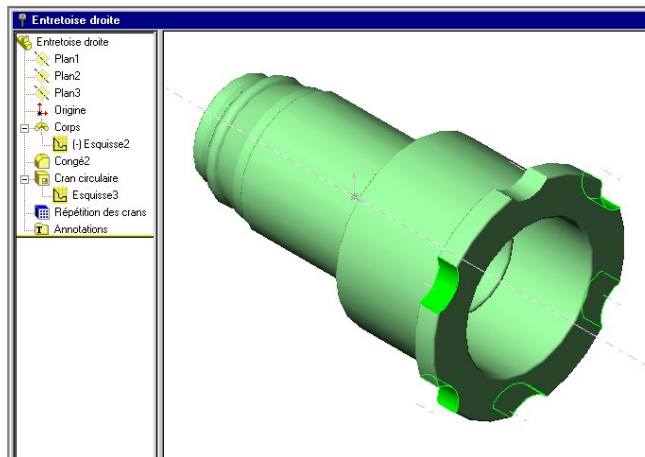 Entretoise droite
Entretoise droite
Plan1
Plan2
Plan3
Origine
Corps
(-) Esquisse2
Congé2
Cran circulaire
Esquisse3
Répétition des crans
Annotations